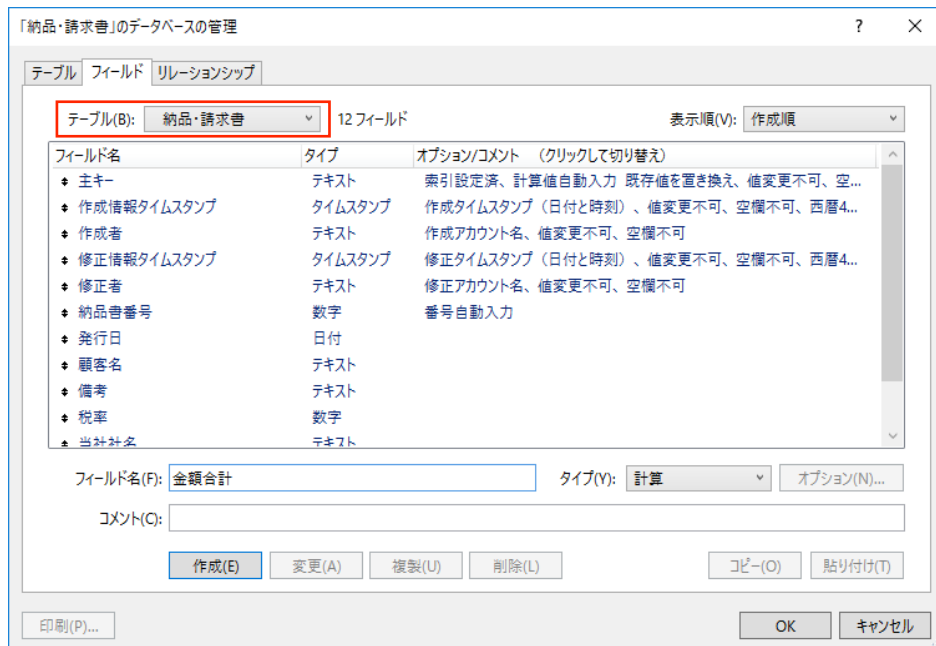 「納品・請求書」のデータベースの管理 ?
テーブル フィールド リレーションシップ
テーブル(B): 納品・請求書 12 フィールド 表示順(V): 作成順
フィールド名 タイプ オプション/コメント (クリックして切り替え)
主キー テキスト 索引設定済、計算値自動入力 既存値を置き換え、値変更不可、空...
作成情報タイムスタンプ タイムスタンプ 作成タイムスタンプ（日付と時刻）、値変更不可、空欄不可、西暦4...
作成者 テキスト 作成アカウント名、値変更不可、空欄不可
修正情報タイムスタンプ タイムスタンプ 修正タイムスタンプ（日付と時刻）、値変更不可、空欄不可、西暦4...
修正者 テキスト 修正アカウント名、値変更不可、空欄不可
納品書番号 数字 番号自動入力
発行日 日付
顧客名 テキスト
備考 テキスト
税率 数字
当社社名 テキスト
フィールド名(F): 金額合計 タイプ(Y): 計算 オプション(N)...
コメント(C):
作成(E) 変更(A) 複製(U) 削除(L) コピー(O) 貼り付け(T)
印刷(P)... OK キャンセル